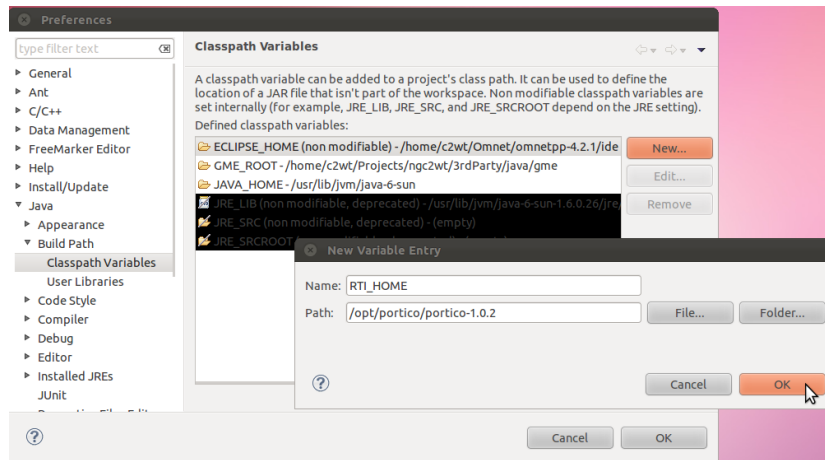 Preferences
type filter text
General
Ant
C/C++
Data Management
FreeMarker Editor
Help
Install/Update
Java
Appearance
Build Path
Classpath Variables
User Libraries
Code Style
Compiler
Debug
Editor
Installed JREs
JUnit
Classpath Variables
A classpath variable can be added to a project's class path. It can be used to define the
location of a JAR file that isn't part of the workspace. Non modifiable classpath variables are
set internally (for example, JRE_LIB, JRE_SRC, and JRE_SRCROOT depend on the JRE setting).
Defined classpath variables:
ECLIPSE_HOME (non modifiable) - /home/c2wt/Omnet/omnetpp-4.2.1/ide
GME_ROOT - /home/c2wt/Projects/ngc2wt/3rdParty/java/gme
JAVA_HOME - /usr/lib/jvm/java-6-sun
JRE_LIB (non modifiable, deprecated) - /usr/lib/jvm/java-6-sun-1.6.0.26/jre/
JRE_SRC (non modifiable, deprecated) - (empty)
JRE_SRCROOT
New...
Edit...
Remove
New Variable Entry
Name: RTI_HOME
Path: /opt/portico/portico-1.0.2
File...
Folder...
Cancel
OK
Cancel
OK